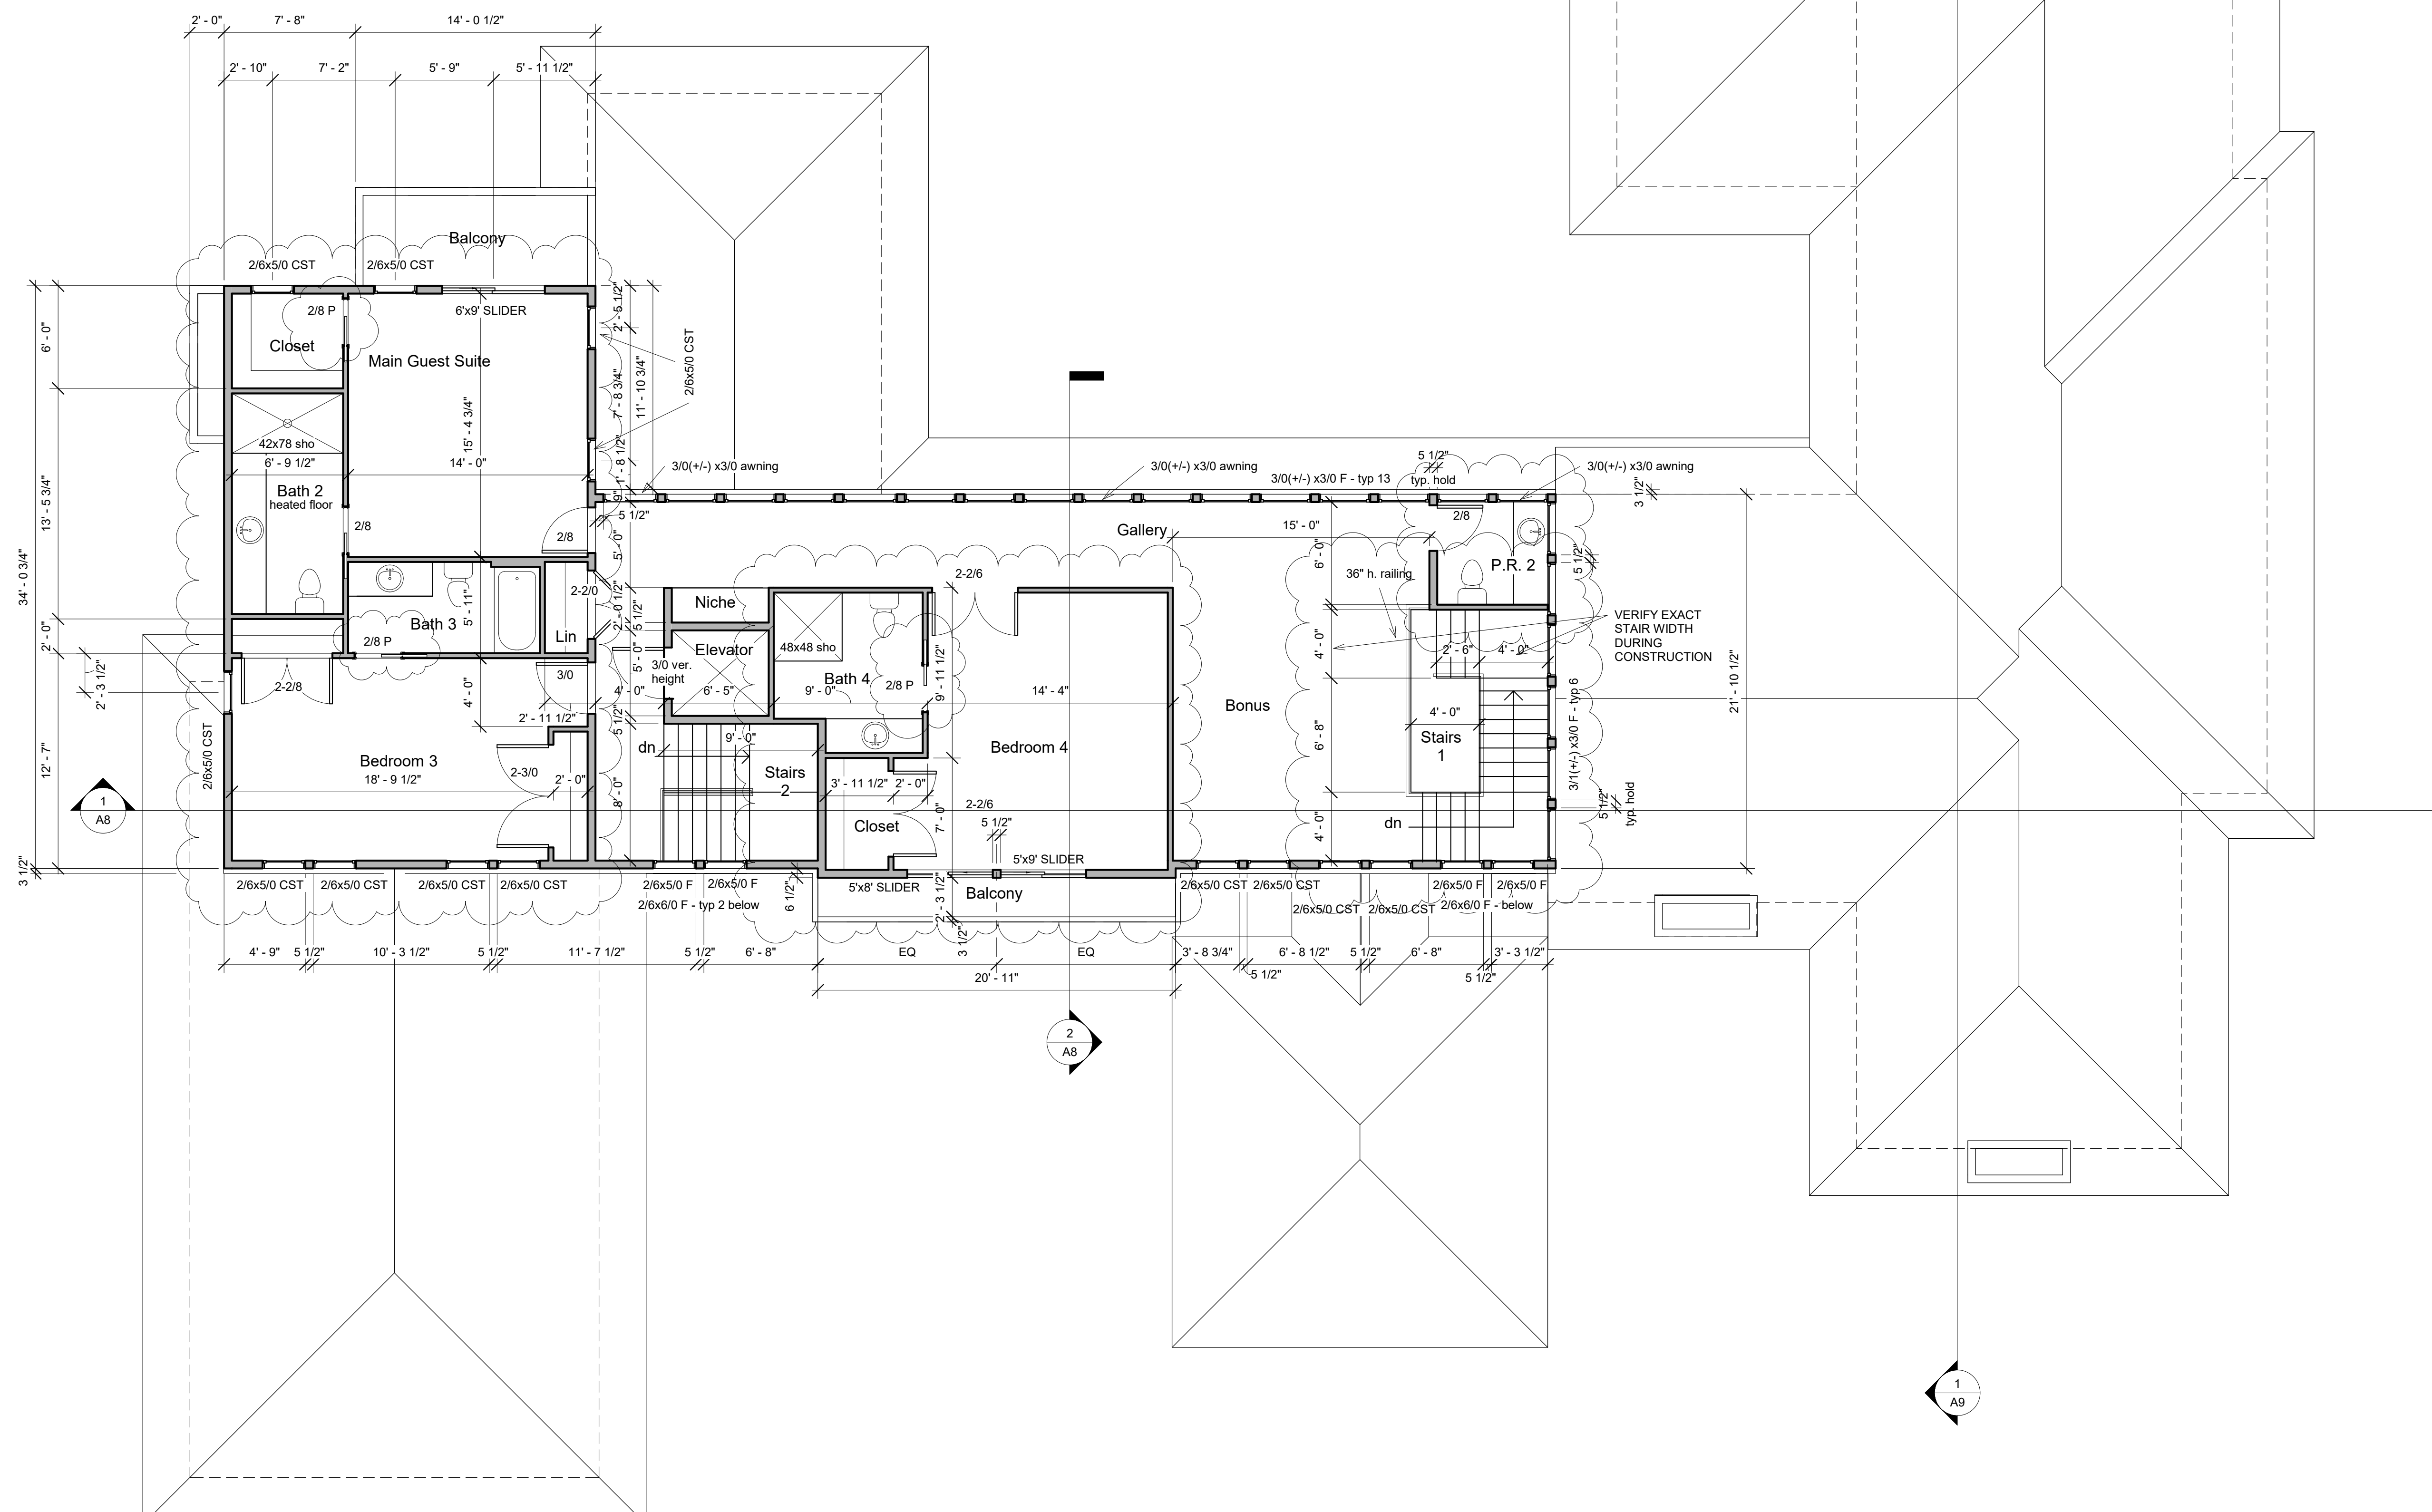 2' - 0"
7' - 8"
14' - 0 1/2"
2' - 10"
7' - 2"
5' - 9"
5' - 11 1/2"
Balcony
2/6x5/0 CST
2/6x5/0 CST
2/8 P
6'x9' SLIDER
Closet
Main Guest Suite
6' - 0"
2' - 5 1/2"
11' - 10 3/4"
7' - 8 3/4"
2/6x5/0 CST
15' - 4 3/4"
42x78 sho
6' - 9 1/2"
14' - 0"
1' - 8 1/2"
9"
3/0(+/-) x3/0 awning
3/0(+/-) x3/0 awning
3/0(+/-) x3/0 F - typ 13
5 1/2"
typ. hold
3/0(+/-) x3/0 awning
3 1/2"
Bath 2
heated floor
13' - 5 3/4"
34' - 0 3/4"
2/8
2/8
5 1/2"
5' - 0"
Gallery
15' - 0"
2/8
6' - 0"
P.R. 2
5 1/2"
36" h. railing
2-2/6
2-2/0
2' - 0 1/2"
5 1/2"
Niche
5' - 11"
Bath 3
2/8 P
Lin
2' - 0"
Elevator
48x48 sho
VERIFY EXACT
STAIR WIDTH
DURING
CONSTRUCTION
5' - 0"
3/0 ver.
height
3/0
4' - 0"
6' - 5"
Bath 4
9' - 0"
2/8 P
9' - 11 1/2"
14' - 4"
4' - 0"
2' - 6"
4' - 0"
2-2/8
2' - 3 1/2"
4' - 0"
2' - 11 1/2"
5 1/2"
Bonus
4' - 0"
Stairs
1
6' - 8"
3/1(+/-) x3/0 F - typ 6
21' - 10 1/2"
2/6x5/0 CST
12' - 7"
dn
9' - 0"
Bedroom 4
Bedroom 3
18' - 9 1/2"
2-3/0
2' - 0"
Stairs
2
8' - 0"
3' - 11 1/2"
2' - 0"
2-2/6
5 1/2"
7' - 0"
Closet
dn
4' - 0"
5 1/2"
typ. hold
1
A8
3 1/2"
5'x9' SLIDER
5'x8' SLIDER
Balcony
2/6x5/0 CST
2/6x5/0 CST
2/6x5/0 CST
2/6x5/0 CST
2/6x5/0 F
2/6x5/0 F
2/6x6/0 F - typ 2 below
6 1/2"
2' - 3 1/2"
3 1/2"
2/6x5/0 CST
2/6x5/0 CST
2/6x5/0 CST
2/6x5/0 CST
2/6x5/0 F
2/6x5/0 F
2/6x6/0 F - below
4' - 9"
5 1/2"
10' - 3 1/2"
5 1/2"
11' - 7 1/2"
5 1/2"
6' - 8"
EQ
EQ
3' - 8 3/4"
5 1/2"
6' - 8 1/2"
5 1/2"
6' - 8"
5 1/2"
3' - 3 1/2"
20' - 11"
2
A8
1
A9